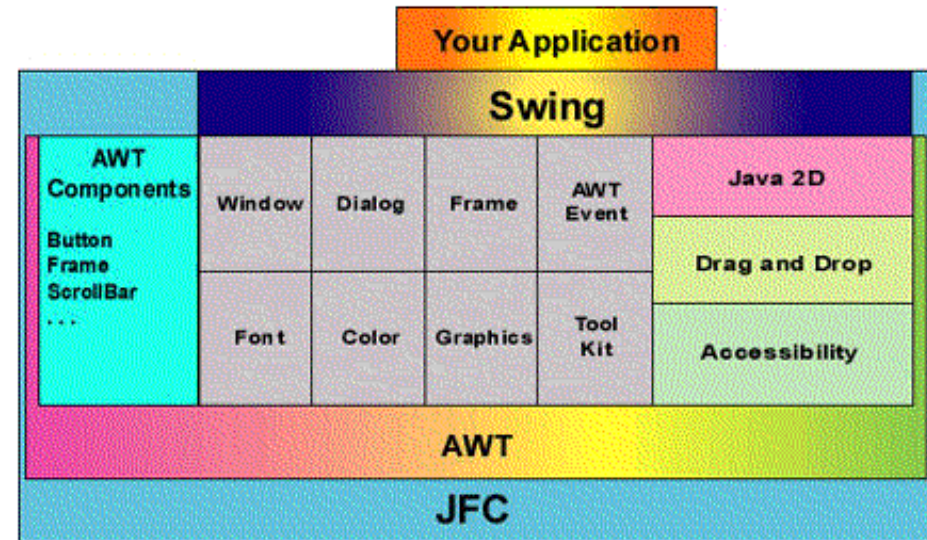 Your Application
Swing
AWT
Components
Button
Frame
ScrollBar
. . .
Window
Dialog
Frame
AWT
Event
Font
Color
Graphics
Tool
Kit
Java 2D
Drag and Drop
Accessibility
AWT
JFC